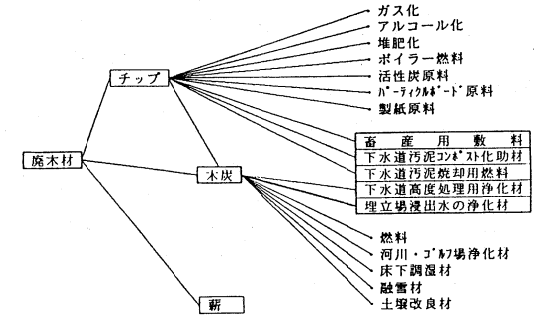 ガス化
アルコール化
堆肥化
ボイラー燃料
活性炭原料
ﾊﾟｰﾃｨｸﾙﾎﾞｰﾄﾞ原料
製紙原料
チップ
畜産用敷料
下水道汚泥ｺﾝﾎﾟｽﾄ化助材
下水道汚泥焼却用燃料
下水道高度処理用浄化材
埋立場浸出水の浄化材
廃木材
木炭
燃料
河川・ｺﾞﾙﾌ場浄化材
床下調湿材
融雪材
土壌改良材
薪